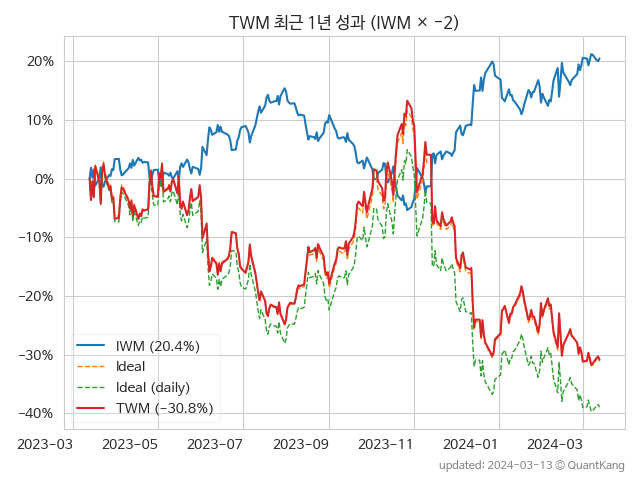 TWM 최근 1년 성과 (IWM × −2)
20%
10%
0%
−10%
−20%
−30%
−40%
IWM (20.4%)
Ideal
Ideal (daily)
TWM (−30.8%)
2023−03 2023−05 2023−07 2023−09 2023−11 2024−01 2024−03
updated: 2024−03−13 © QuantKang